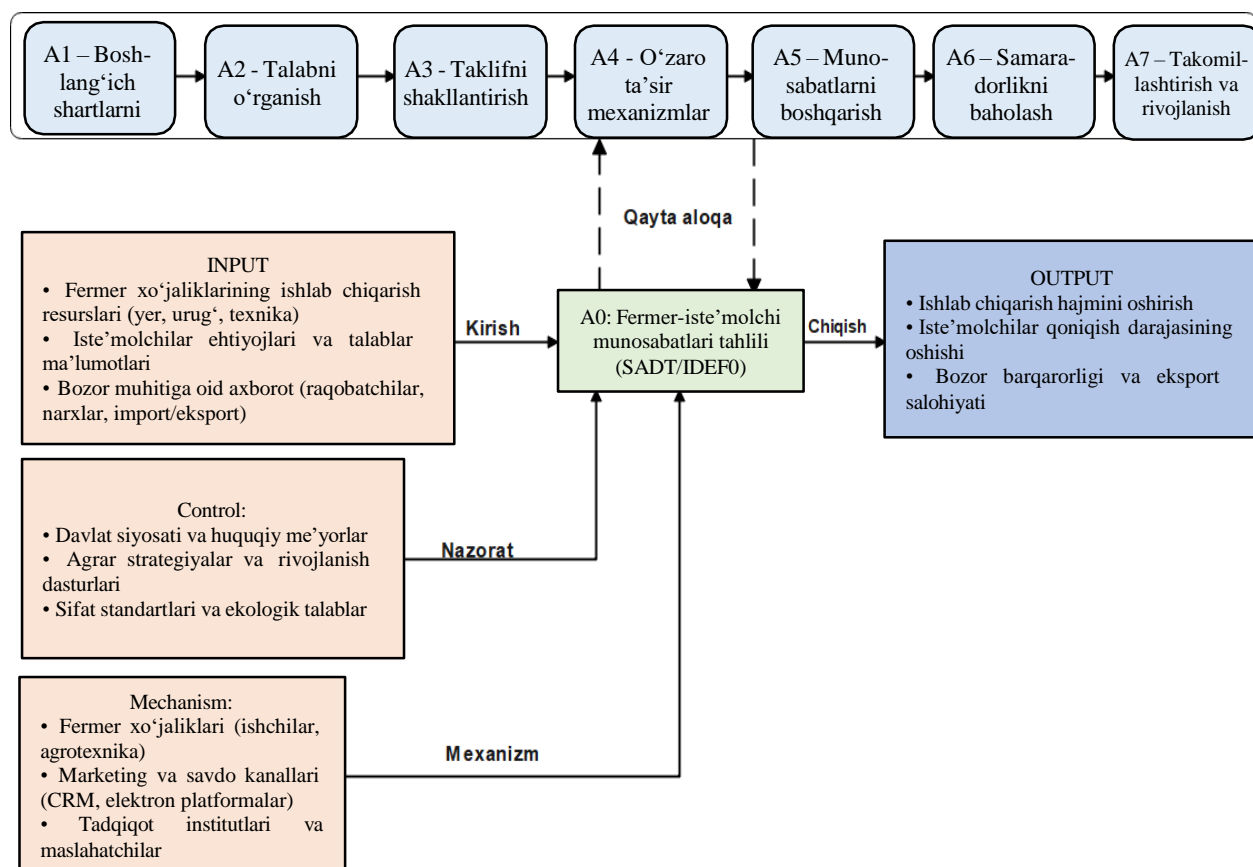 A1 – Bosh-
lang‘ich
shartlarni
A2 - Talabni
o‘rganish
A3 - Taklifni
shakllantirish
A4 - O‘zaro
ta’sir
mexanizmlar
A5 – Muno-
sabatlarni
boshqarish
A6 – Samara-
dorlikni
baholash
A7 – Takomil-
lashtirish va
rivojlanish
Qayta aloqa
INPUT
• Fermer xo‘jaliklarining ishlab chiqarish
resurslari (yer, urug‘, texnika)
• Iste’molchilar ehtiyojlari va talablar
ma’lumotlari
• Bozor muhitiga oid axborot (raqobatchilar,
narxlar, import/eksport)
Kirish
A0: Fermer-iste’molchi
munosabatlari tahlili
(SADT/IDEF0)
Chiqish
OUTPUT
• Ishlab chiqarish hajmini oshirish
• Iste’molchilar qoniqish darajasining
oshishi
• Bozor barqarorligi va eksport
salohiyati
Control:
• Davlat siyosati va huquqiy me’yorlar
• Agrar strategiyalar va rivojlanish
dasturlari
• Sifat standartlari va ekologik talablar
Nazorat
Mechanism:
• Fermer xo‘jaliklari (ishchilar,
agrotexnika)
• Marketing va savdo kanallari
(CRM, elektron platformalar)
• Tadqiqot institutlari va
maslahatchilar
Mexanizm